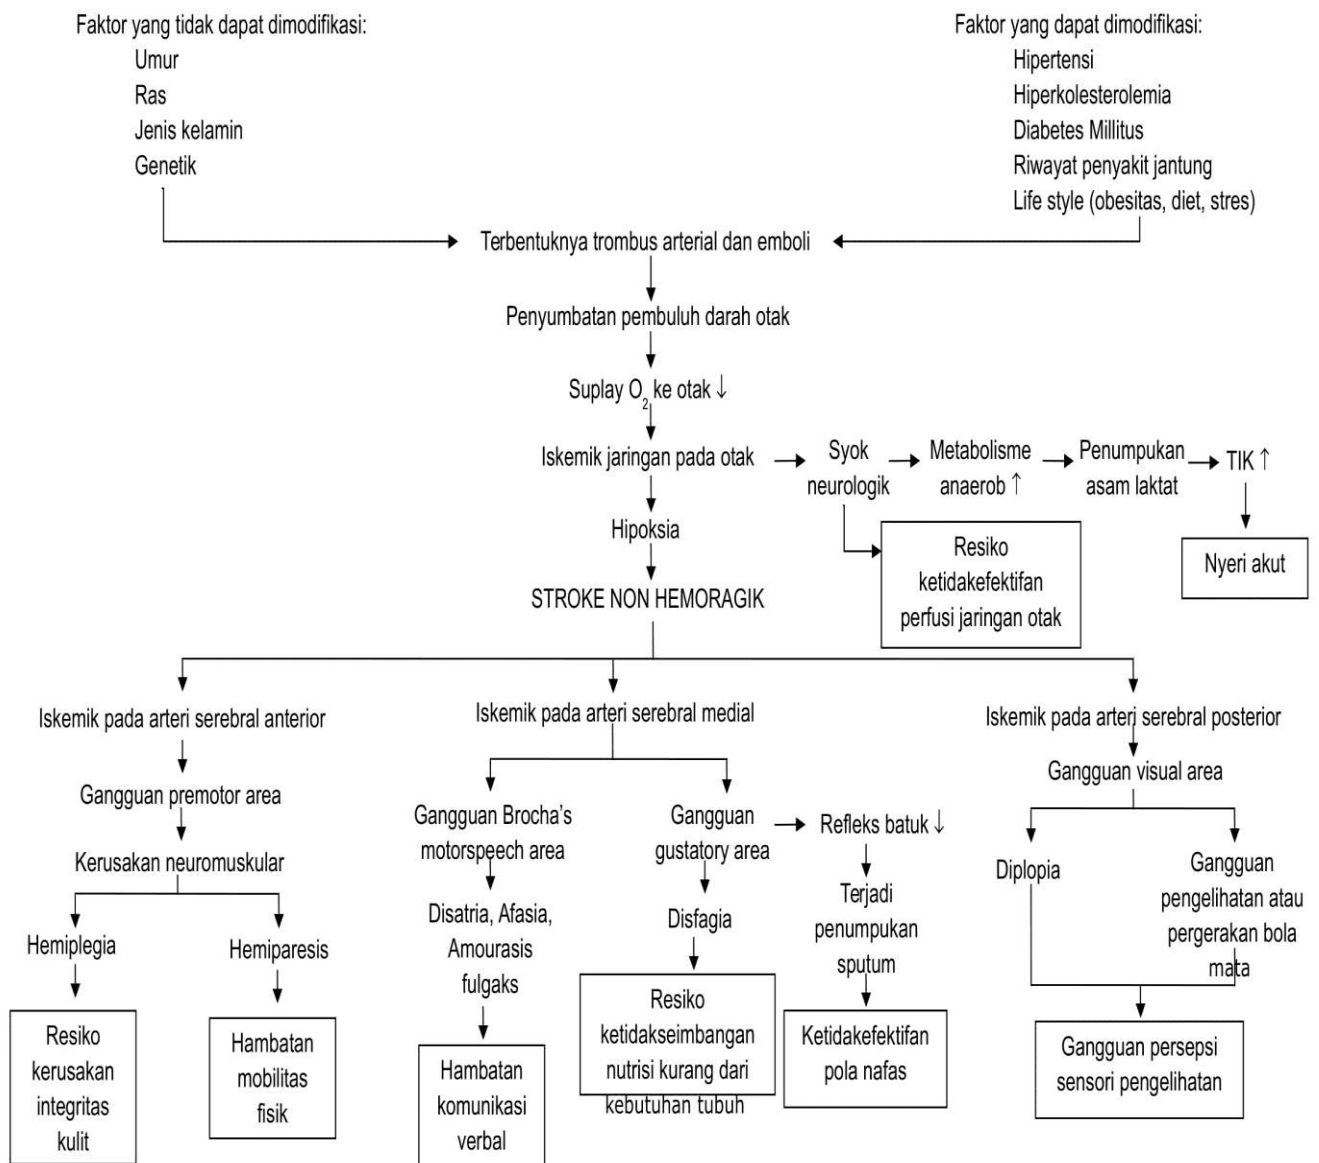 Faktor yang tidak dapat dimodifikasi:
Umur
Ras
Jenis kelamin
Genetik
Faktor yang dapat dimodifikasi:
Hipertensi
Hiperkolesterolemia
Diabetes Millitus
Riwayat penyakit jantung
Life style (obesitas, diet, stres)
Terbentuknya trombus arterial dan emboli
Penyumbatan pembuluh darah otak
Suplay O₂ ke otak ↓
Iskemik jaringan pada otak
Syok
neurologik
Metabolisme
anaerob ↑
Penumpukan
asam laktat
TIK ↑
Nyeri akut
Resiko
ketidakefektifan
perfusi jaringan otak
Hipoksia
STROKE NON HEMORAGIK
Iskemik pada arteri serebral anterior
Gangguan premotor area
Kerusakan neuromuskular
Hemiplegia
Hemiparesis
Resiko
kerusakan
integritas
kulit
Hambatan
mobilitas
fisik
Iskemik pada arteri serebral medial
Gangguan Brocha's
motorspeech area
Disatria, Afasia,
Amourasis
fulgaks
Hambatan
komunikasi
verbal
Gangguan
gustatory area
Disfagia
Resiko
ketidakseimbangan
nutrisi kurang dari
kebutuhan tubuh
Refleks batuk ↓
Terjadi
penumpukan
sputum
Ketidakefektifan
pola nafas
Iskemik pada arteri serebral posterior
Gangguan visual area
Diplopia
Gangguan
pengelihatan atau
pergerakan bola
mata
Gangguan persepsi
sensori pengelihatan